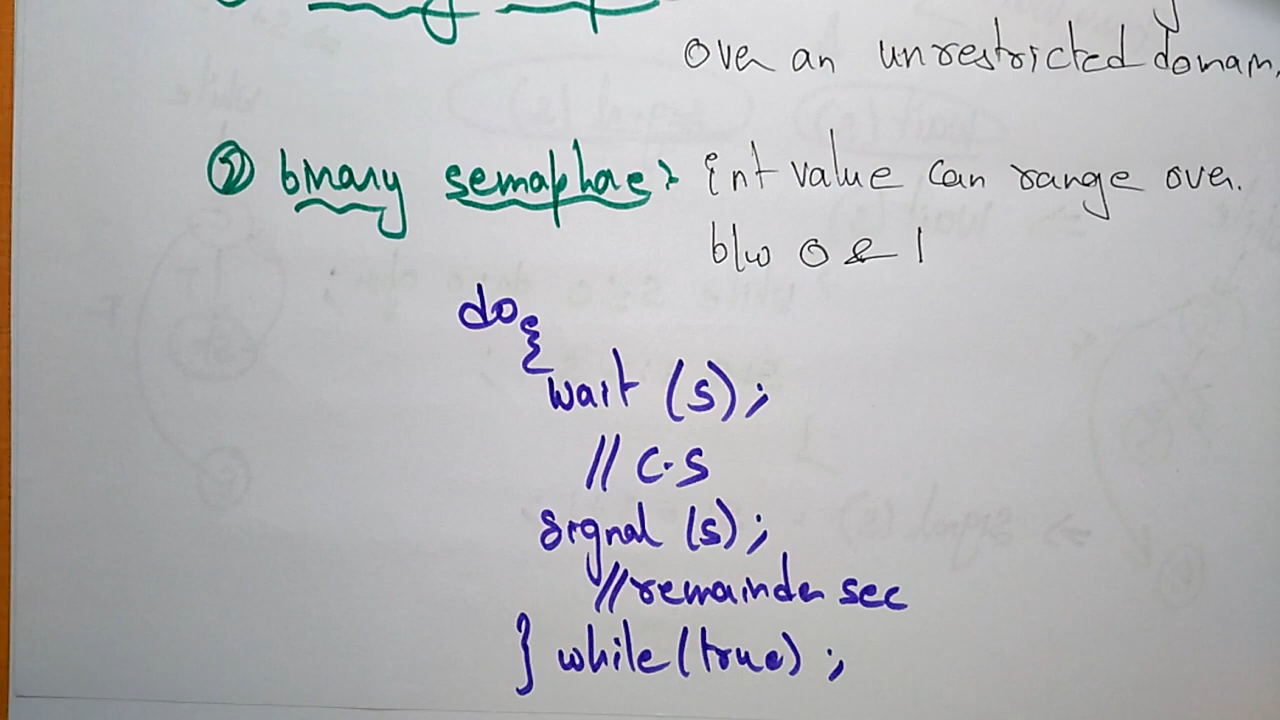 over an unrestricted domain.
② binary semaphore > int value can range over.
b/w 0 & 1
do {
wait (s);
// C.S
signal (s);
// remainder sec
} while (true);